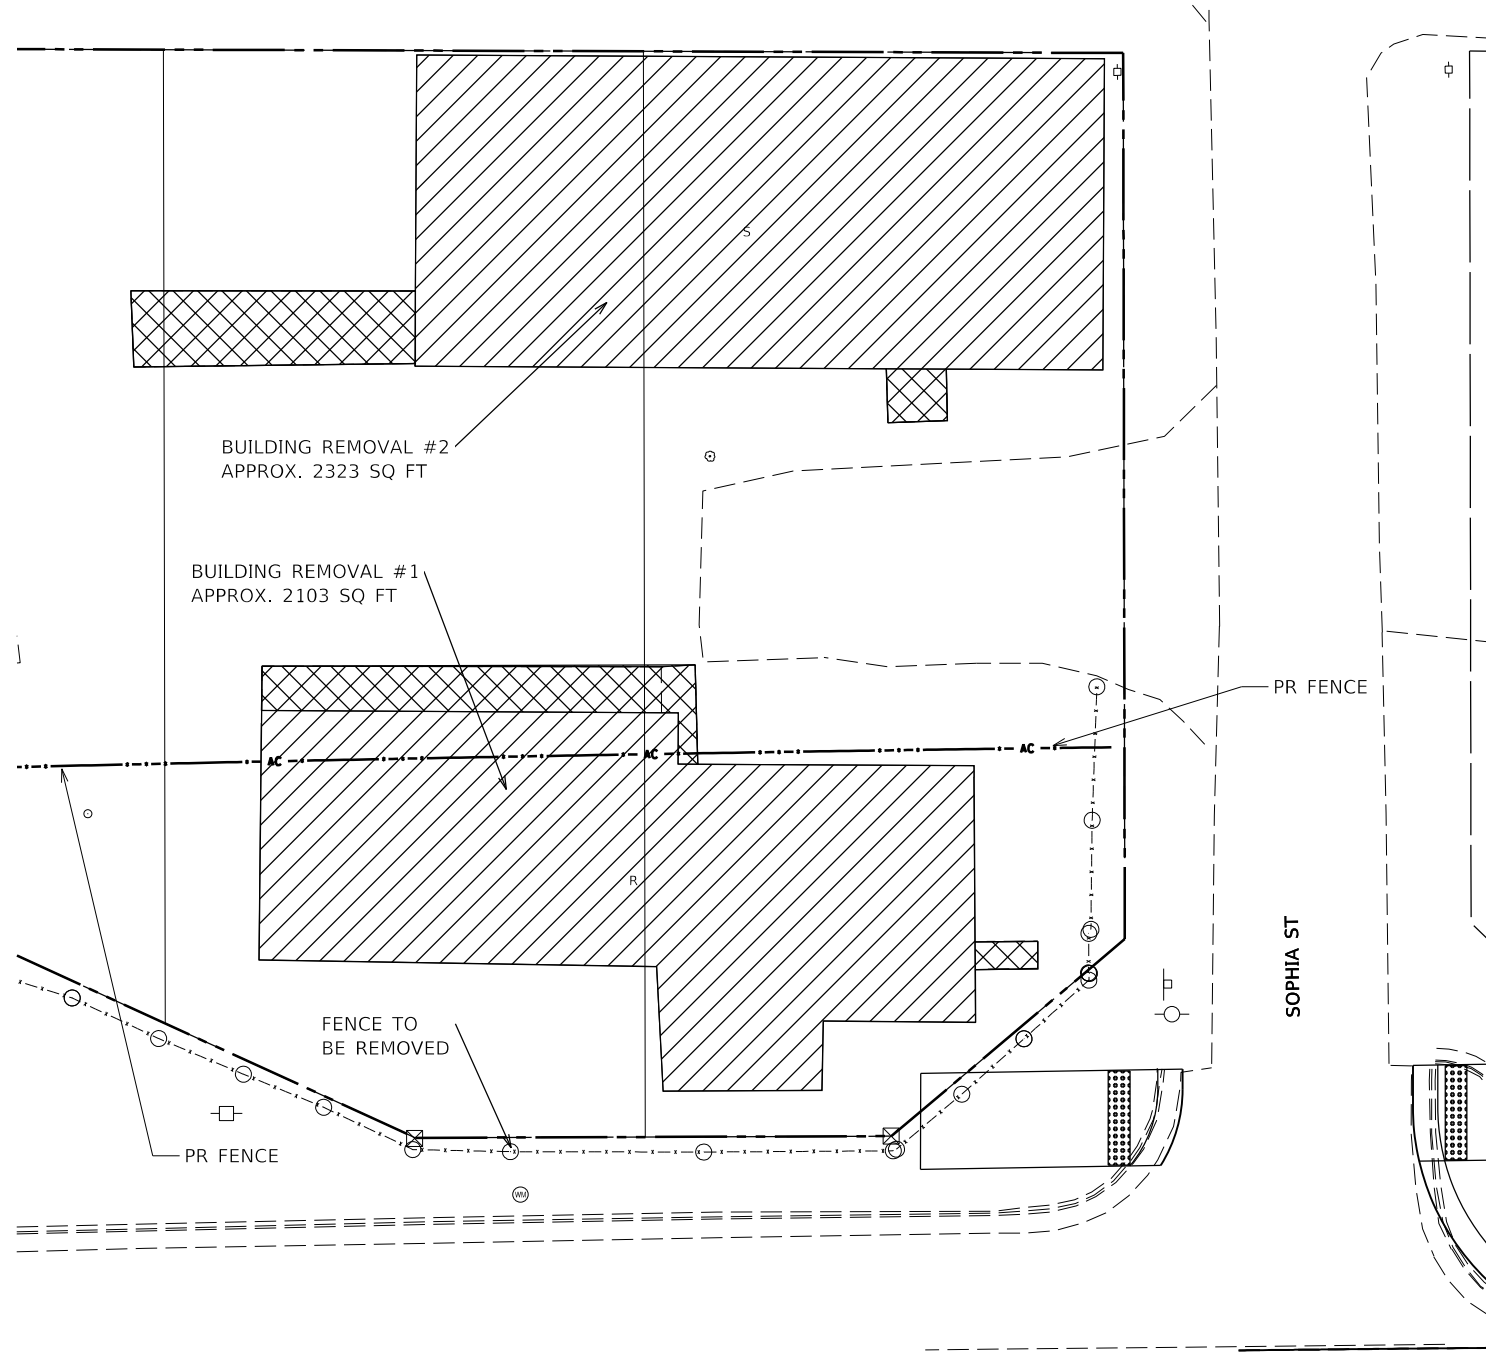 S
BUILDING REMOVAL #2
APPROX. 2323 SQ FT
BUILDING REMOVAL #1
APPROX. 2103 SQ FT
PR FENCE
AC
AC
AC
R
SOPHIA ST
FENCE TO
BE REMOVED
PR FENCE
WM